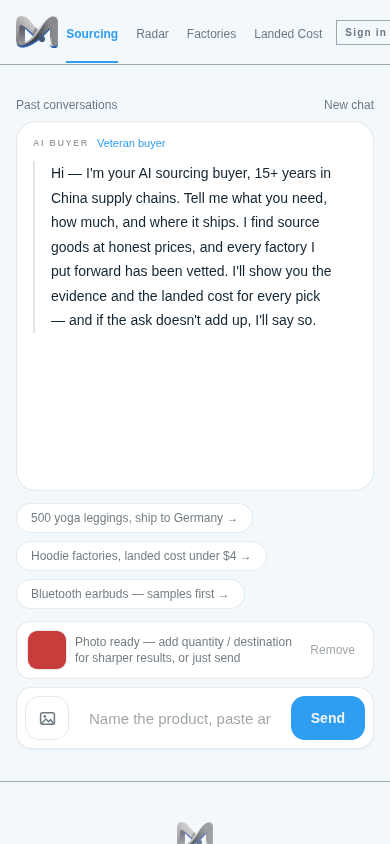 Sourcing Radar Factories Landed Cost Sign in
Past conversations New chat
AI BUYER Veteran buyer
Hi — I'm your AI sourcing buyer, 15+ years in
China supply chains. Tell me what you need,
how much, and where it ships. I find source
goods at honest prices, and every factory I
put forward has been vetted. I'll show you the
evidence and the landed cost for every pick
— and if the ask doesn't add up, I'll say so.
500 yoga leggings, ship to Germany →
Hoodie factories, landed cost under $4 →
Bluetooth earbuds — samples first →
Photo ready — add quantity / destination
for sharper results, or just send
Remove
Name the product, paste ar
Send